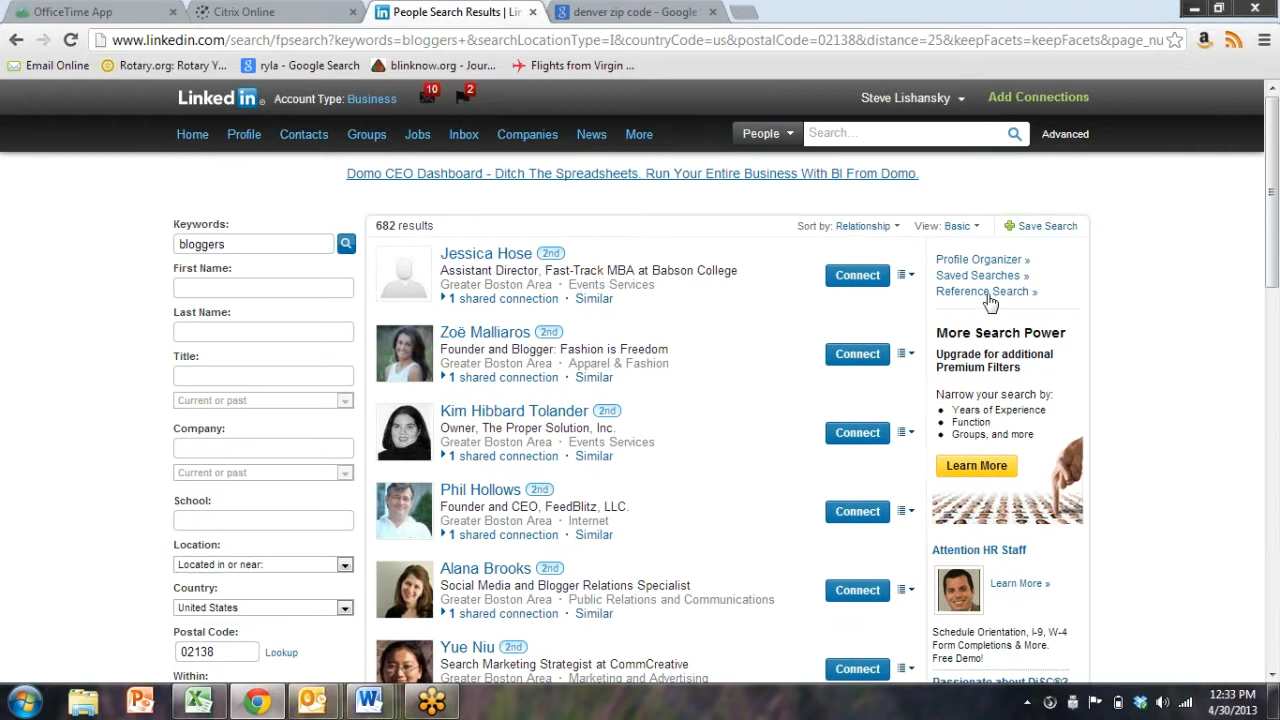 OfficeTime App
Citrix Online
People Search Results | Lin
denver zip code - Google S
www.linkedin.com/search/fpsearch?keywords=bloggers+&searchLocationType=I&countryCode=us&postalCode=02138&distance=25&keepFacets=keepFacets&page_nu
Email Online
Rotary.org: Rotary Y...
ryla - Google Search
blinknow.org - Jour...
Flights from Virgin ...
Linked in
Account Type: Business
10
2
Steve Lishansky
Add Connections
Home Profile Contacts Groups Jobs Inbox Companies News More
People
Search...
Advanced
Domo CEO Dashboard - Ditch The Spreadsheets. Run Your Entire Business With BI From Domo.
Keywords:
bloggers
First Name:
Last Name:
Title:
Current or past
Company:
Current or past
School:
Location:
Located in or near:
Country:
United States
Postal Code:
02138
Lookup
Within:
682 results
Sort by: Relationship
View: Basic
Save Search
Jessica Hose 2nd
Assistant Director, Fast-Track MBA at Babson College
Greater Boston Area · Events Services
1 shared connection · Similar
Connect
Zoë Malliaros 2nd
Founder and Blogger: Fashion is Freedom
Greater Boston Area · Apparel & Fashion
1 shared connection · Similar
Connect
Kim Hibbard Tolander 2nd
Owner, The Proper Solution, Inc.
Greater Boston Area · Events Services
1 shared connection · Similar
Connect
Phil Hollows 2nd
Founder and CEO, FeedBlitz, LLC.
Greater Boston Area · Internet
1 shared connection · Similar
Connect
Alana Brooks 2nd
Social Media and Blogger Relations Specialist
Greater Boston Area · Public Relations and Communications
1 shared connection · Similar
Connect
Yue Niu 2nd
Search Marketing Strategist at CommCreative
Greater Boston Area · Marketing and Advertising
Connect
Profile Organizer »
Saved Searches »
Reference Search »
More Search Power
Upgrade for additional
Premium Filters
Narrow your search by:
• Years of Experience
• Function
• Groups, and more
Learn More
Attention HR Staff
Learn More »
Schedule Orientation, I-9, W-4
Form Completions & More.
Free Demo!
Passionate about DiSC®?
12:33 PM
4/30/2013